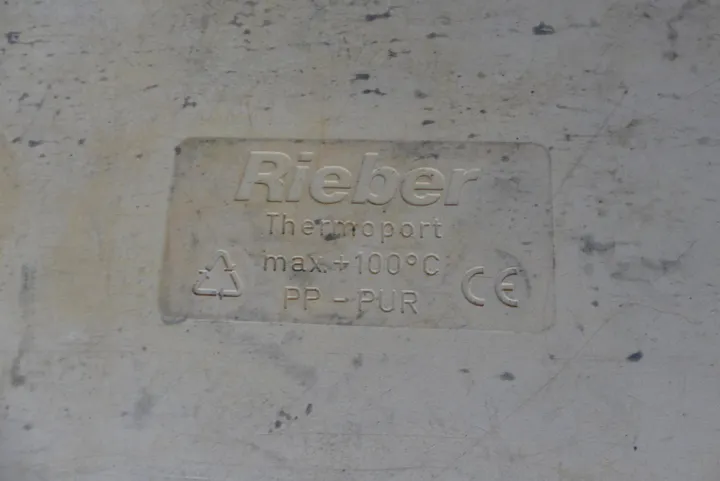 Rieber
Thermoport
max.+100°C
PP-PUR
CE